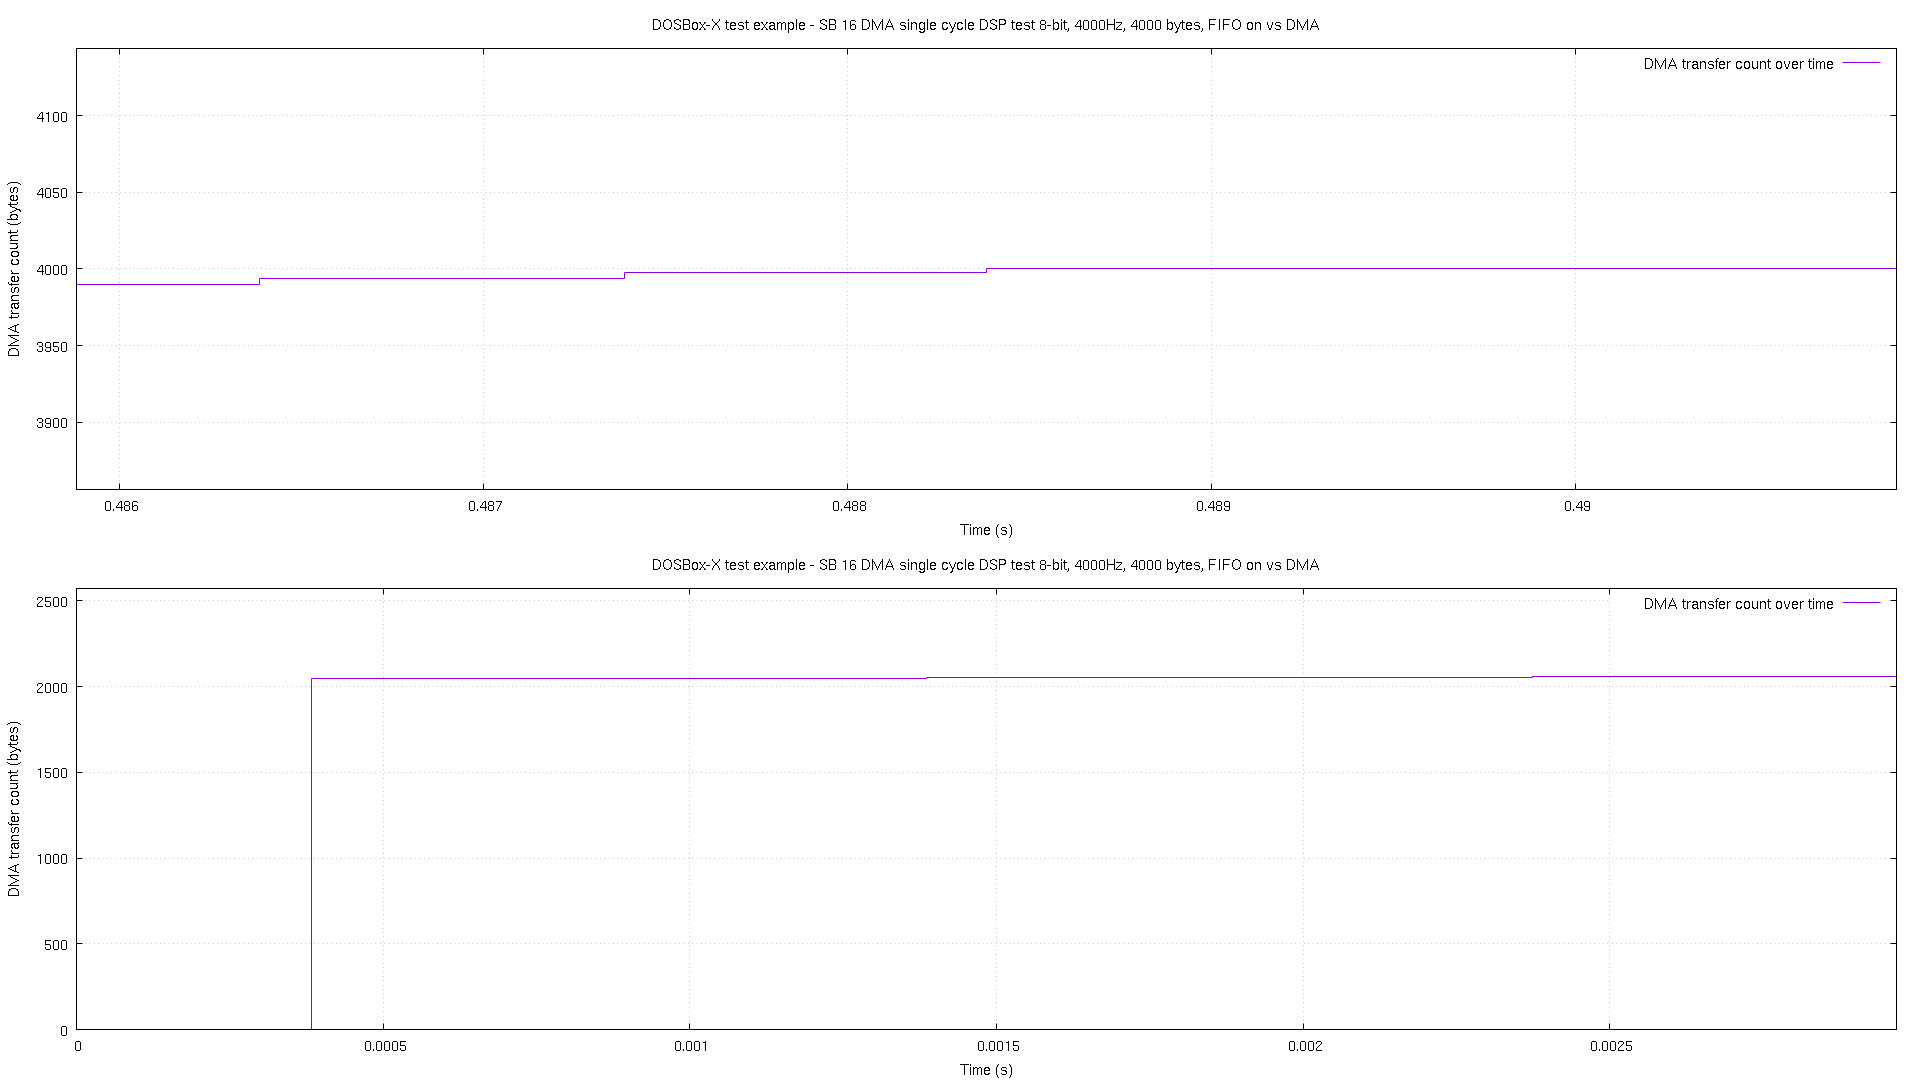 DOSBox-X test example - SB 16 DMA single cycle DSP test 8-bit, 4000Hz, 4000 bytes, FIFO on vs DMA
DMA transfer count over time
4100
4050
4000
3950
3900
DMA transfer count (bytes)
0.486 0.487 0.488 0.489 0.49
Time (s)
DOSBox-X test example - SB 16 DMA single cycle DSP test 8-bit, 4000Hz, 4000 bytes, FIFO on vs DMA
DMA transfer count over time
2500
2000
1500
1000
500
0
DMA transfer count (bytes)
0 0.0005 0.001 0.0015 0.002 0.0025
Time (s)